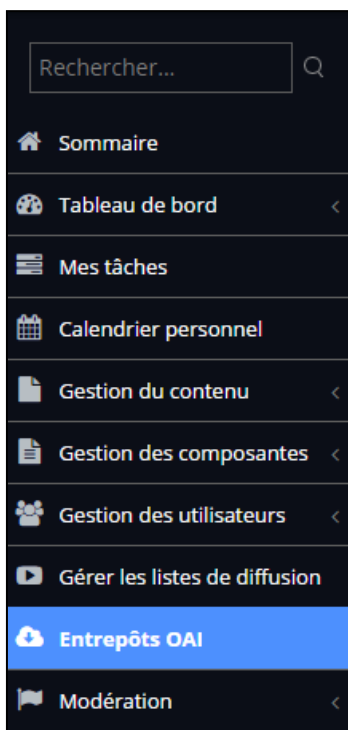 Rechercher...
Sommaire
Tableau de bord
Mes tâches
Calendrier personnel
Gestion du contenu
Gestion des composantes
Gestion des utilisateurs
Gérer les listes de diffusion
Entrepôts OAI
Modération